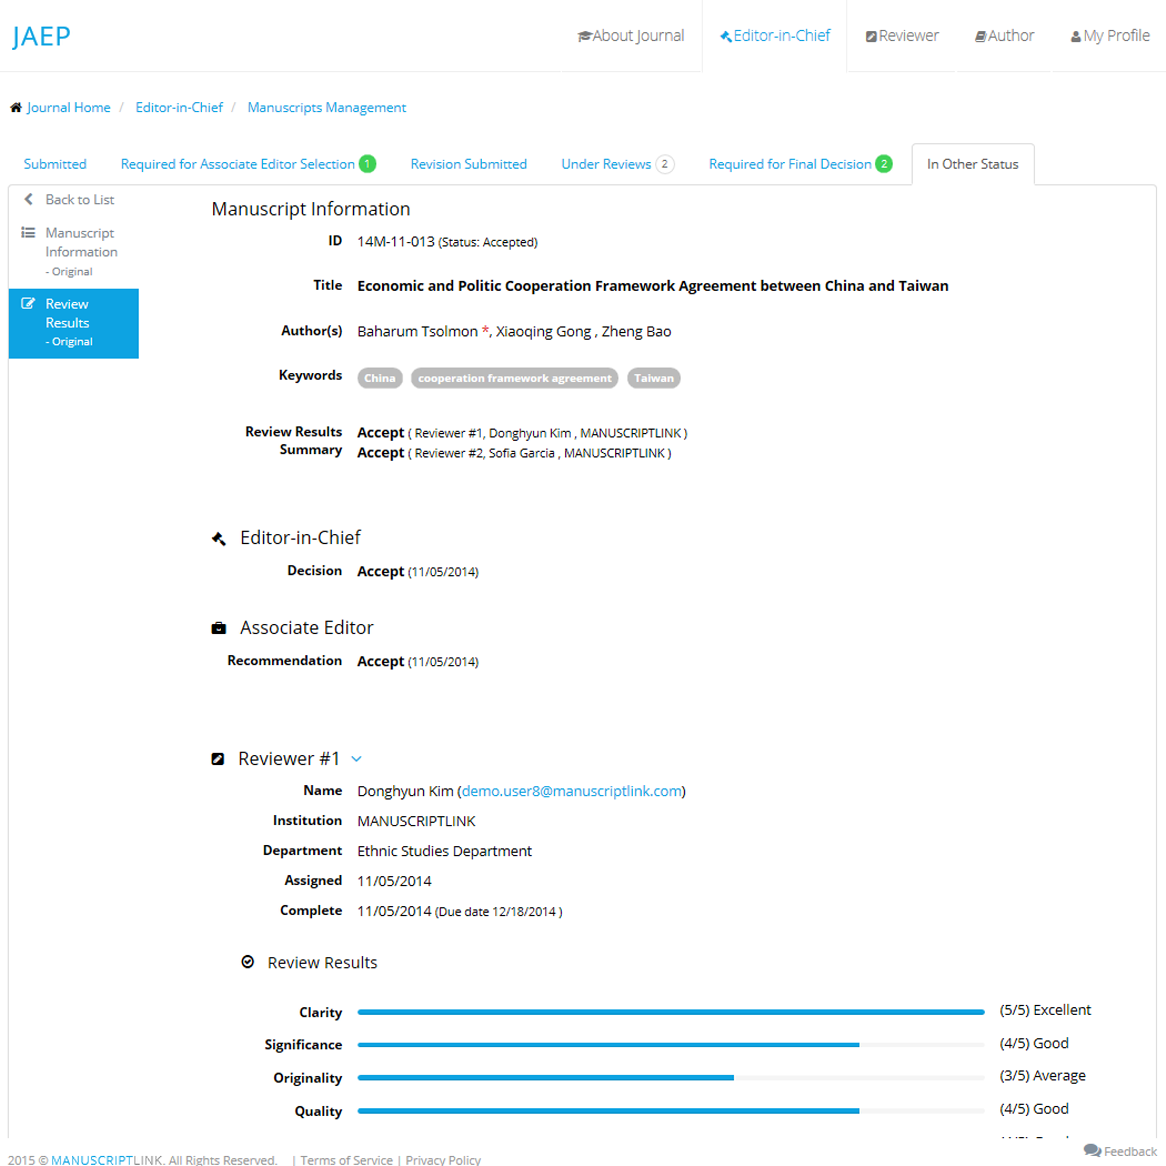 JAEP
About Journal
Editor-in-Chief
Reviewer
Author
My Profile
Journal Home / Editor-in-Chief / Manuscripts Management
Submitted
Required for Associate Editor Selection 1
Revision Submitted
Under Reviews 2
Required for Final Decision 2
In Other Status
Back to List
Manuscript
Information
- Original
Review
Results
- Original
Manuscript Information
ID 14M-11-013 (Status: Accepted)
Title Economic and Politic Cooperation Framework Agreement between China and Taiwan
Author(s) Baharum Tsolmon *, Xiaoqing Gong , Zheng Bao
Keywords China cooperation framework agreement Taiwan
Review Results Summary
Accept ( Reviewer #1, Donghyun Kim , MANUSCRIPTLINK )
Accept ( Reviewer #2, Sofia Garcia , MANUSCRIPTLINK )
Editor-in-Chief
Decision Accept (11/05/2014)
Associate Editor
Recommendation Accept (11/05/2014)
Reviewer #1
Name Donghyun Kim (demo.user8@manuscriptlink.com)
Institution MANUSCRIPTLINK
Department Ethnic Studies Department
Assigned 11/05/2014
Complete 11/05/2014 (Due date 12/18/2014 )
Review Results
Clarity (5/5) Excellent
Significance (4/5) Good
Originality (3/5) Average
Quality (4/5) Good
2015 © MANUSCRIPTLINK. All Rights Reserved. | Terms of Service | Privacy Policy
Feedback